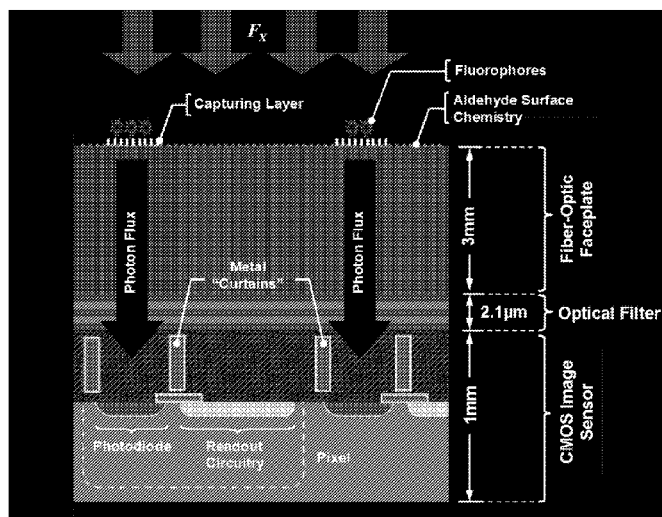 Fx
Fluorophores
Capturing Layer
Aldehyde Surface
Chemistry
Photon Flux
Photon Flux
3mm
Fiber-Optic
Faceplate
Metal
"Curtains"
2.1µm
Optical Filter
1mm
CMOS Image
Sensor
Photodiode
Readout
Circuitry
Pixel